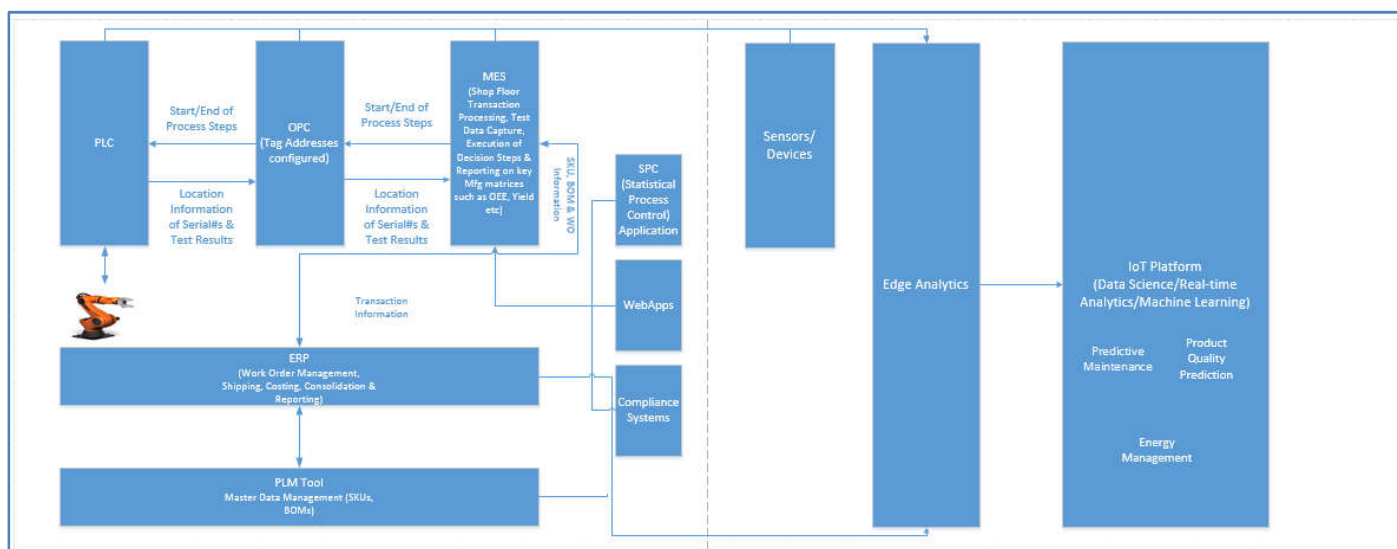 PLC
Start/End of
Process Steps
Location
Information
of Serial#s &
Test Results
OPC
(Tag Addresses
configured)
Start/End of
Process Steps
Location
Information
of Serial#s &
Test Results
MES
(Shop Floor
Transaction
Processing, Test
Data Capture,
Execution of
Decision Steps &
Reporting on key
Mfg matrices
such as OEE, Yield
etc)
SKU, BOM & WO
Information
SPC
(Statistical
Process
Control)
Application
WebApps
Compliance
Systems
Transaction
Information
ERP
(Work Order Management,
Shipping, Costing, Consolidation &
Reporting)
PLM Tool
Master Data Management (SKUs,
BOMs)
Sensors/
Devices
Edge Analytics
IoT Platform
(Data Science/Real-time
Analytics/Machine Learning)
Predictive
Maintenance
Product
Quality
Prediction
Energy
Management